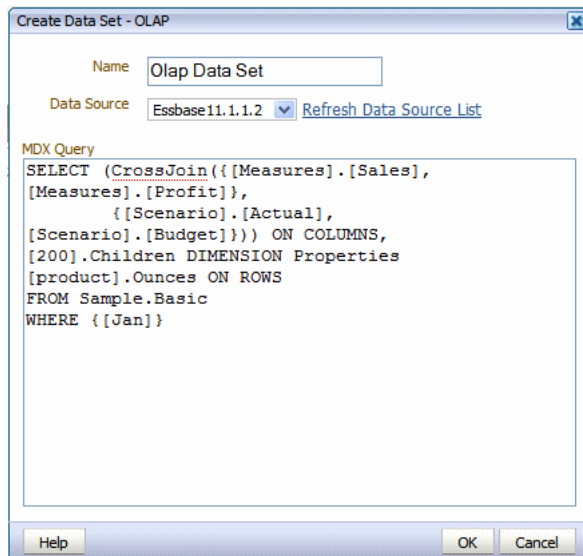 Create Data Set - OLAP
Name Olap Data Set
Data Source Essbase11.1.1.2 Refresh Data Source List
MDX Query
SELECT (CrossJoin({[Measures].[Sales],
[Measures].[Profit]},
{[Scenario].[Actual],
[Scenario].[Budget]})) ON COLUMNS,
[200].Children DIMENSION Properties
[product].Ounces ON ROWS
FROM Sample.Basic
WHERE {[Jan]}
Help OK Cancel